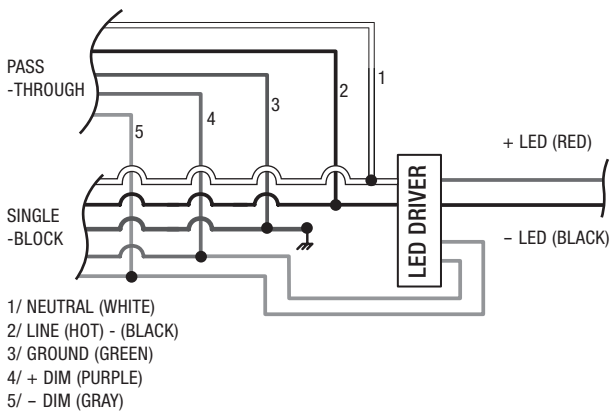 PASS
-THROUGH
1
2
3
4
5
+ LED (RED)
LED DRIVER
SINGLE
-BLOCK
– LED (BLACK)
1/ NEUTRAL (WHITE)
2/ LINE (HOT) - (BLACK)
3/ GROUND (GREEN)
4/ + DIM (PURPLE)
5/ – DIM (GRAY)